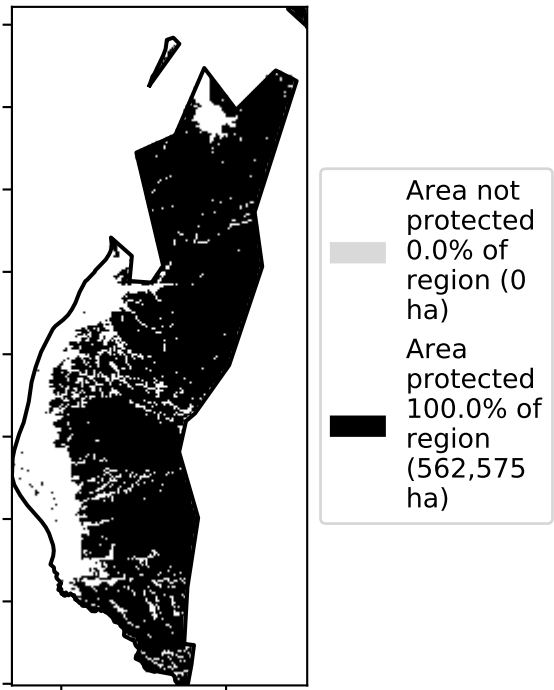 Area not
protected
0.0% of
region (0
ha)
Area
protected
100.0% of
region
(562,575
ha)